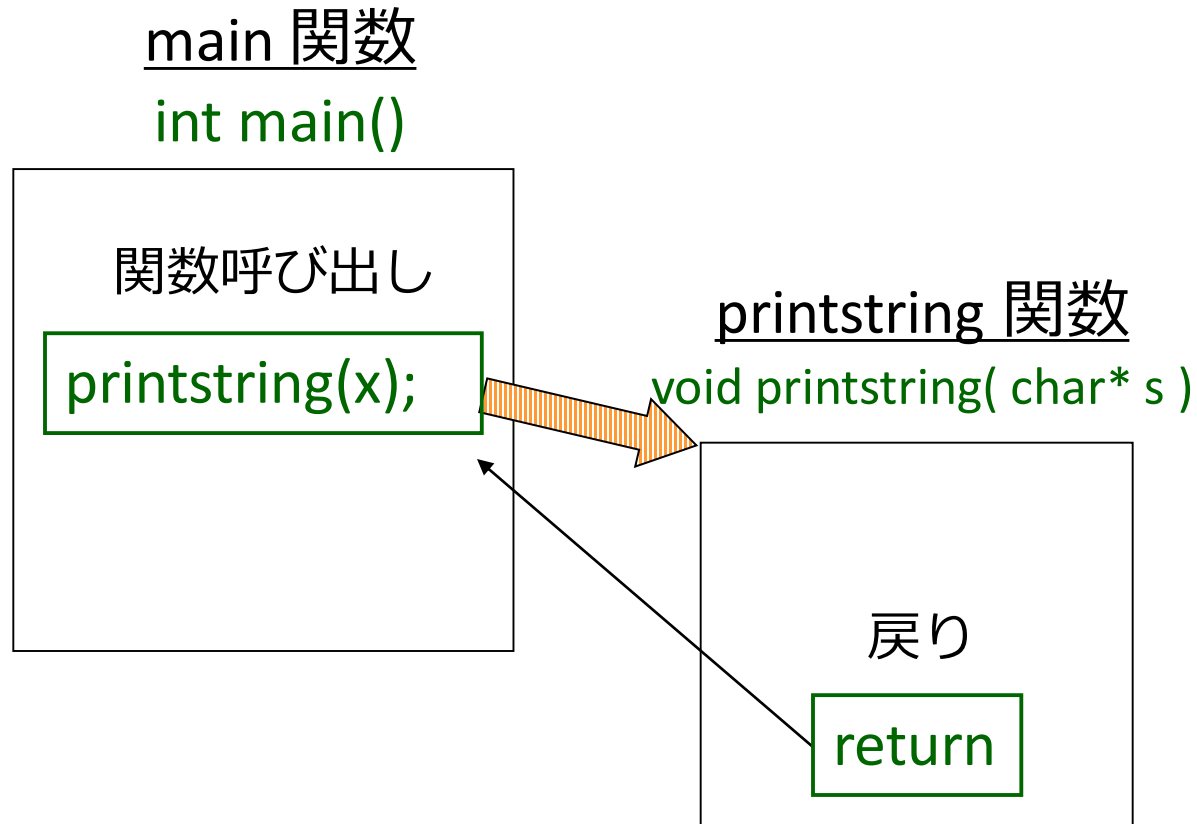 main 関数
int main()
関数呼び出し
printstring(x);
printstring 関数
void printstring( char* s )
戻り
return